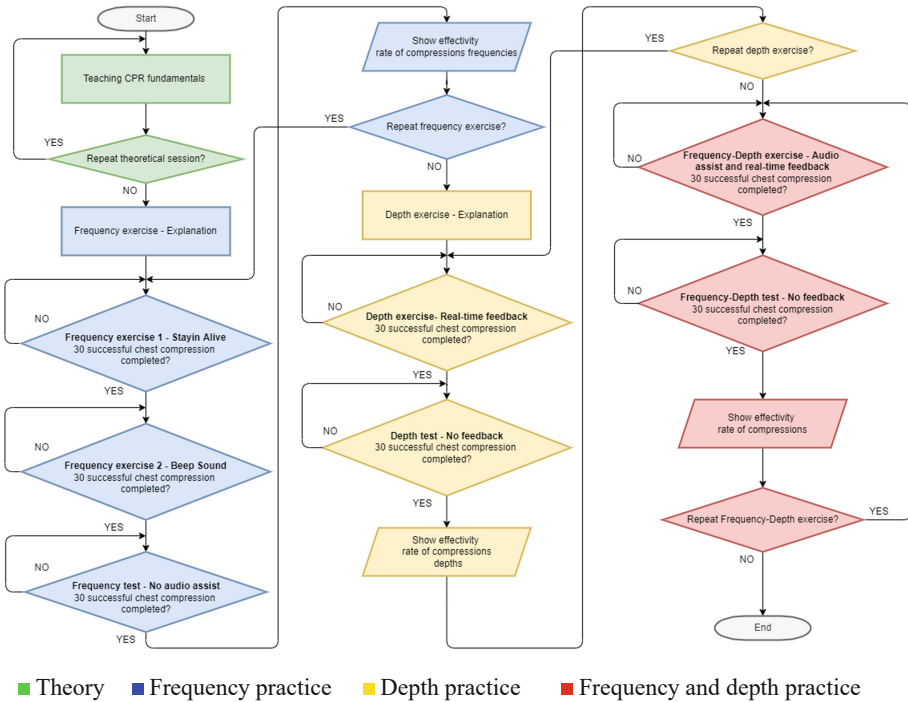 Start
Teaching CPR fundamentals
YES
Repeat theoretical session?
NO
Frequency exercise - Explanation
NO
Frequency exercise 1 - Stayin Alive
30 successful chest compression
completed?
YES
NO
Frequency exercise 2 - Beep Sound
30 successful chest compression
completed?
YES
NO
Frequency test - No audio assist
30 successful chest compression
completed?
YES
Show effectivity
rate of compressions frequencies
YES
Repeat frequency exercise?
NO
Depth exercise - Explanation
NO
Depth exercise- Real-time feedback
30 successful chest compression
completed?
YES
NO
Depth test - No feedback
30 successful chest compression
completed?
YES
Show effectivity
rate of compressions
depths
YES
Repeat depth exercise?
NO
NO
Frequency-Depth exercise - Audio
assist and real-time feedback
30 successful chest compression
completed?
YES
NO
Frequency-Depth test - No feedback
30 successful chest compression
completed?
YES
Show effectivity
rate of compressions
Repeat Frequency-Depth exercise?
YES
NO
End
Theory
Frequency practice
Depth practice
Frequency and depth practice